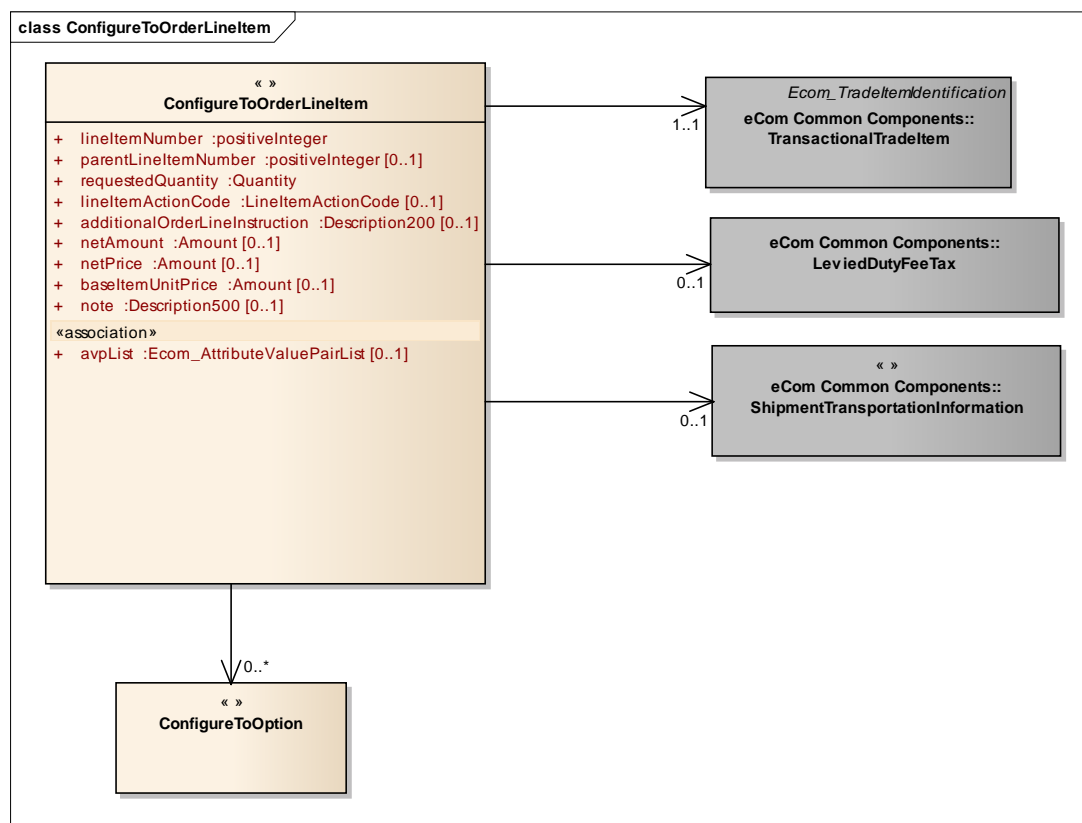 class ConfigureToOrderLineItem
« »
ConfigureToOrderLineItem
+ lineItemNumber :positiveInteger
+ parentLineItemNumber :positiveInteger [0..1]
+ requestedQuantity :Quantity
+ lineItemActionCode :LineItemActionCode [0..1]
+ additionalOrderLineInstruction :Description200 [0..1]
+ netAmount :Amount [0..1]
+ netPrice :Amount [0..1]
+ baseItemUnitPrice :Amount [0..1]
+ note :Description500 [0..1]
«association»
+ avpList :Ecom_AttributeValuePairList [0..1]
Ecom_TradeItemIdentification
eCom Common Components::
TransactionalTradeItem
1..1
eCom Common Components::
LeviedDutyFeeTax
0..1
« »
eCom Common Components::
ShipmentTransportationInformation
0..1
0..*
« »
ConfigureToOption